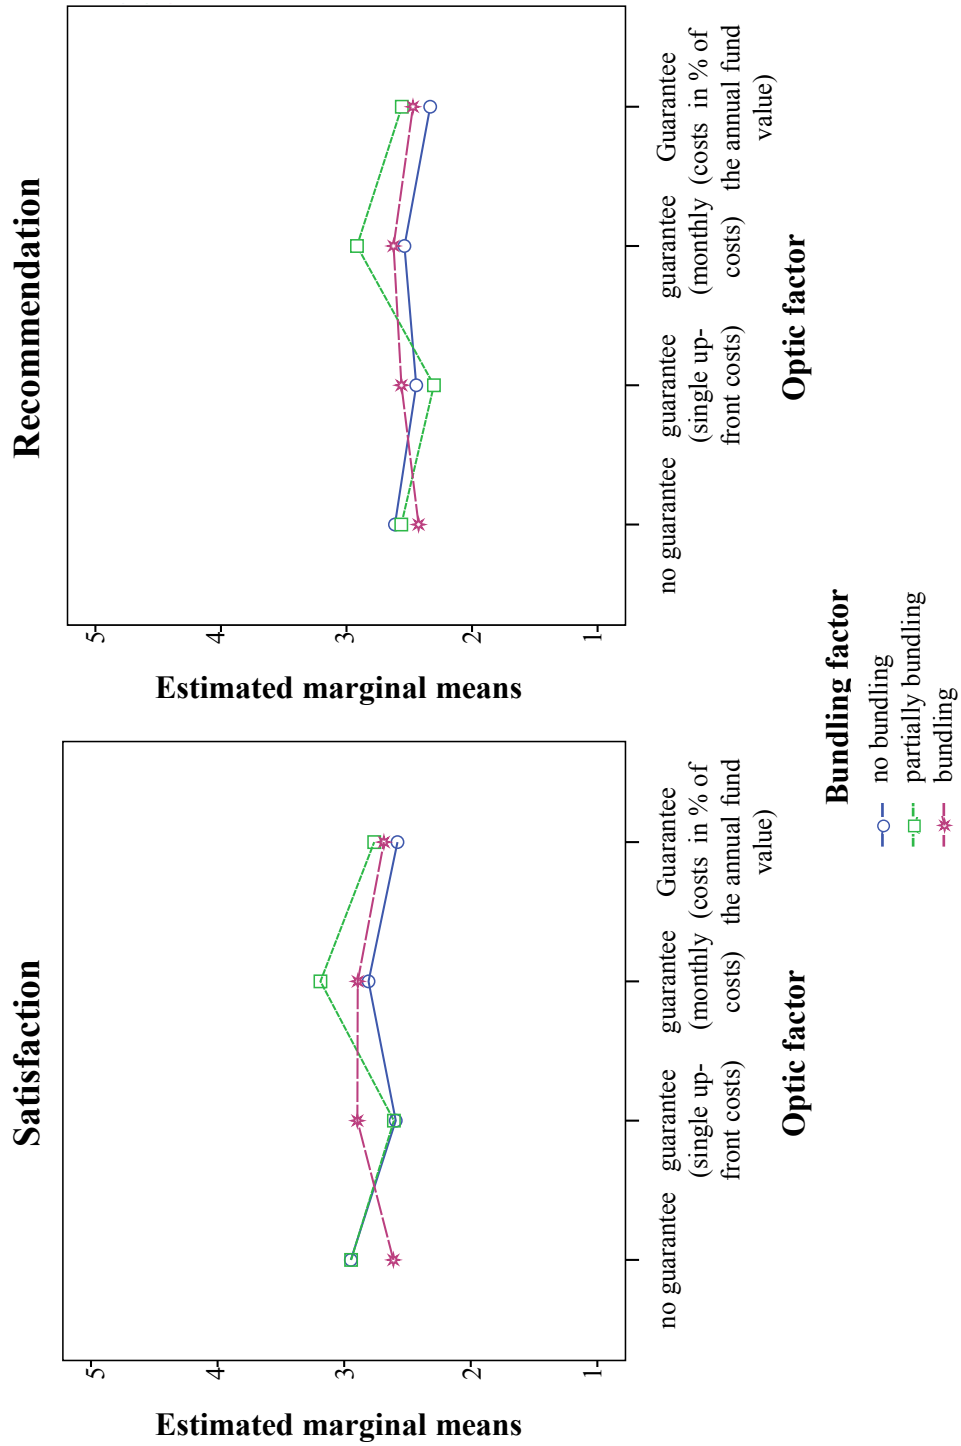 Satisfaction
Estimated marginal means
5
4
3
2
1
no guarantee
guarantee
(single up-
front costs)
guarantee
(monthly
costs)
Guarantee
(costs in % of
the annual fund
value)
Optic factor
Recommendation
Estimated marginal means
5
4
3
2
1
no guarantee
guarantee
(single up-
front costs)
guarantee
(monthly
costs)
Guarantee
(costs in % of
the annual fund
value)
Optic factor
Bundling factor
no bundling
partially bundling
bundling